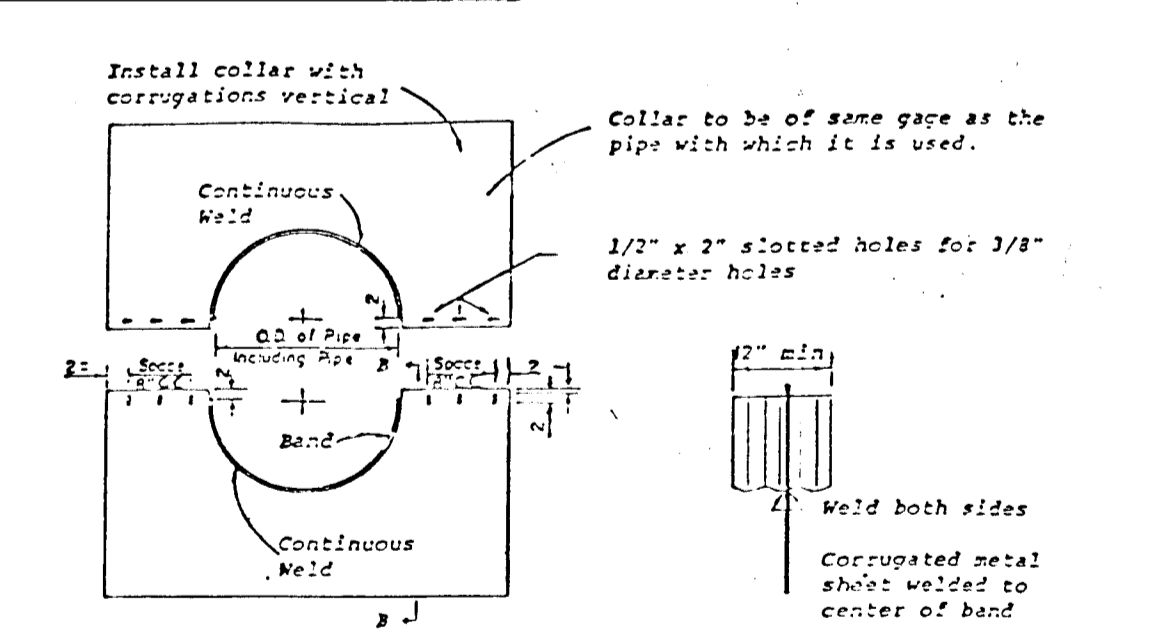 Install collar with
corrugations vertical
Collar to be of same gage as the
pipe with which it is used.
Continuous
Weld
1/2" x 2" slotted holes for 3/8"
diameter holes
2
O.D. of Pipe
Including Pipe
B
2
2
2
2
Band
Continuous
Weld
B
2" min
Weld both sides
Corrugated metal
sheet welded to
center of band